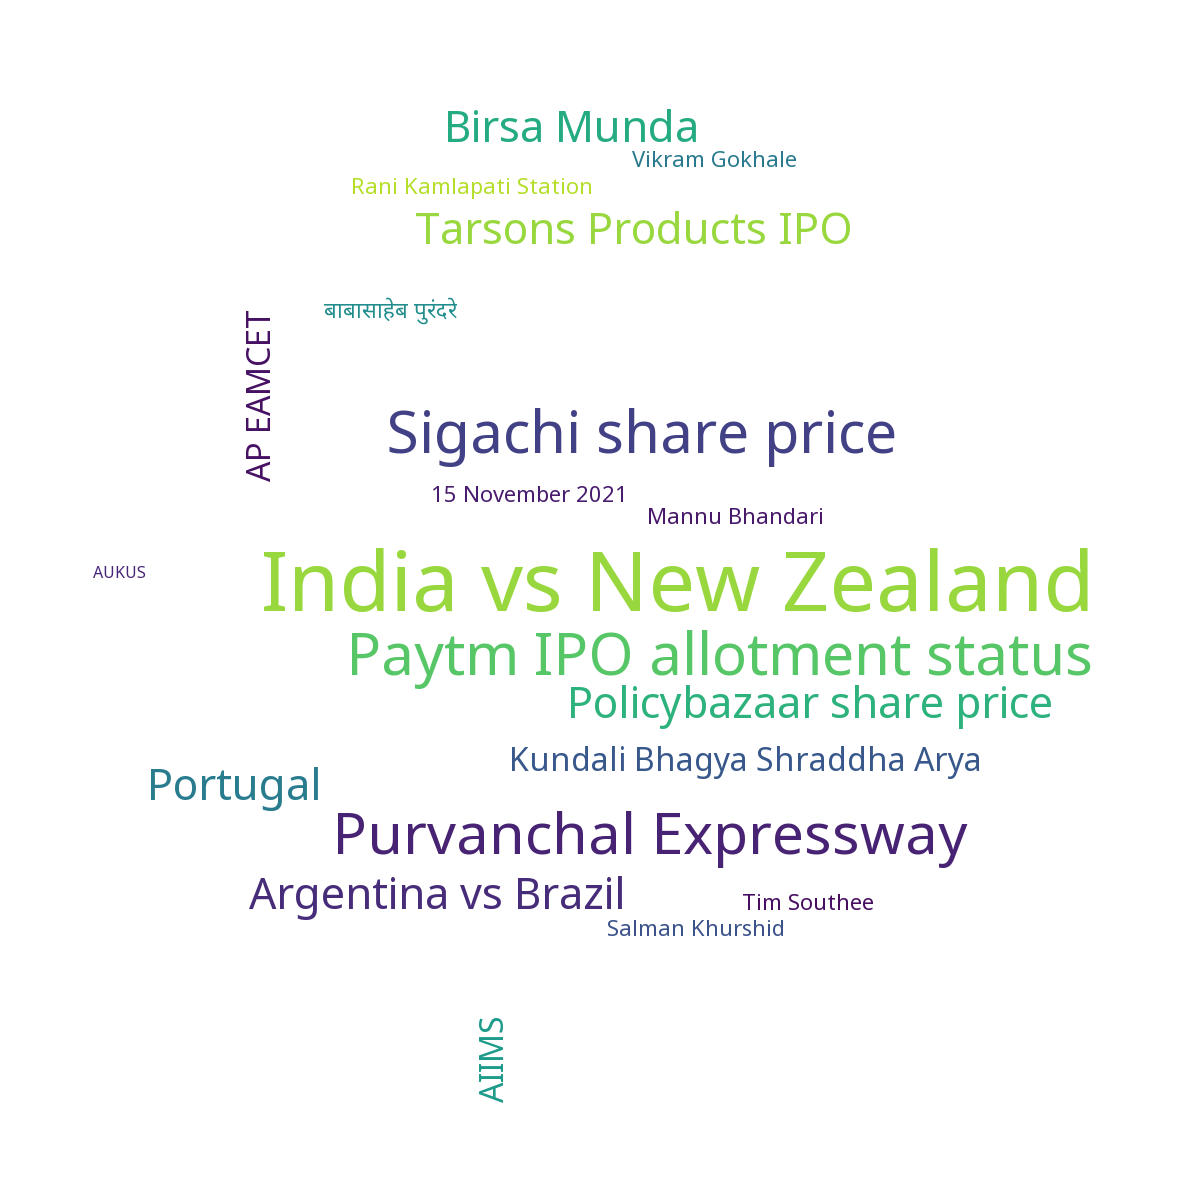 Birsa Munda
Vikram Gokhale
Rani Kamlapati Station
Tarsons Products IPO
बाबासाहेब पुरंदरे
AP EAMCET
Sigachi share price
15 November 2021
Mannu Bhandari
India vs New Zealand
AUKUS
Paytm IPO allotment status
Policybazaar share price
Kundali Bhagya Shraddha Arya
Portugal
Purvanchal Expressway
Argentina vs Brazil
Tim Southee
Salman Khurshid
AIIMS